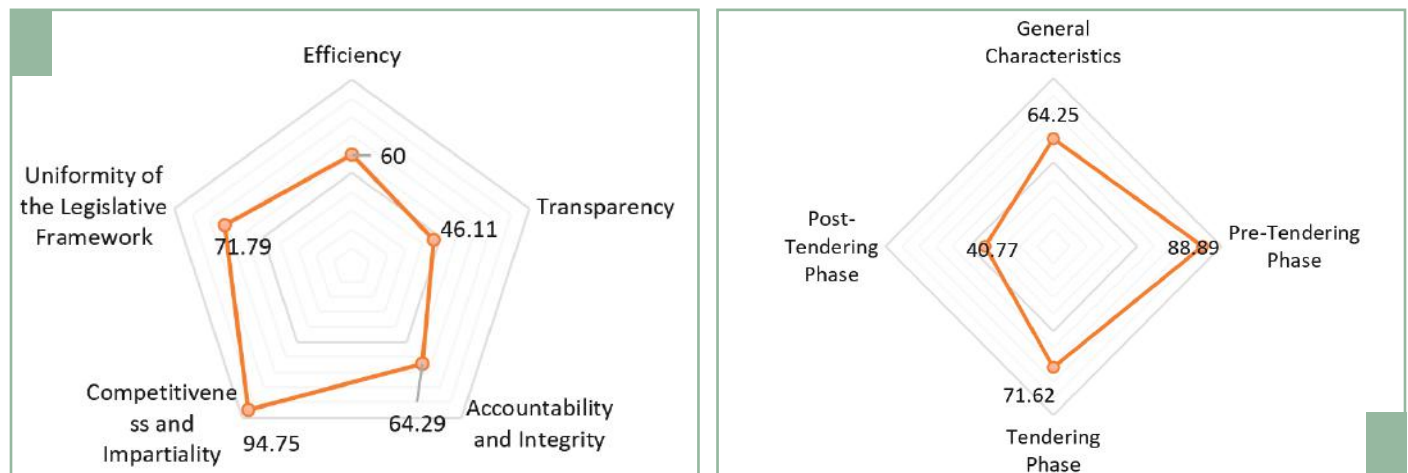 Efficiency
60
Transparency
46.11
Uniformity of
the Legislative
Framework
71.79
Competitivene
ss and
Impartiality
94.75
64.29
Accountability
and Integrity
General
Characteristics
64.25
Post-
Tendering
Phase
40.77
88.89
Pre-Tendering
Phase
71.62
Tendering
Phase